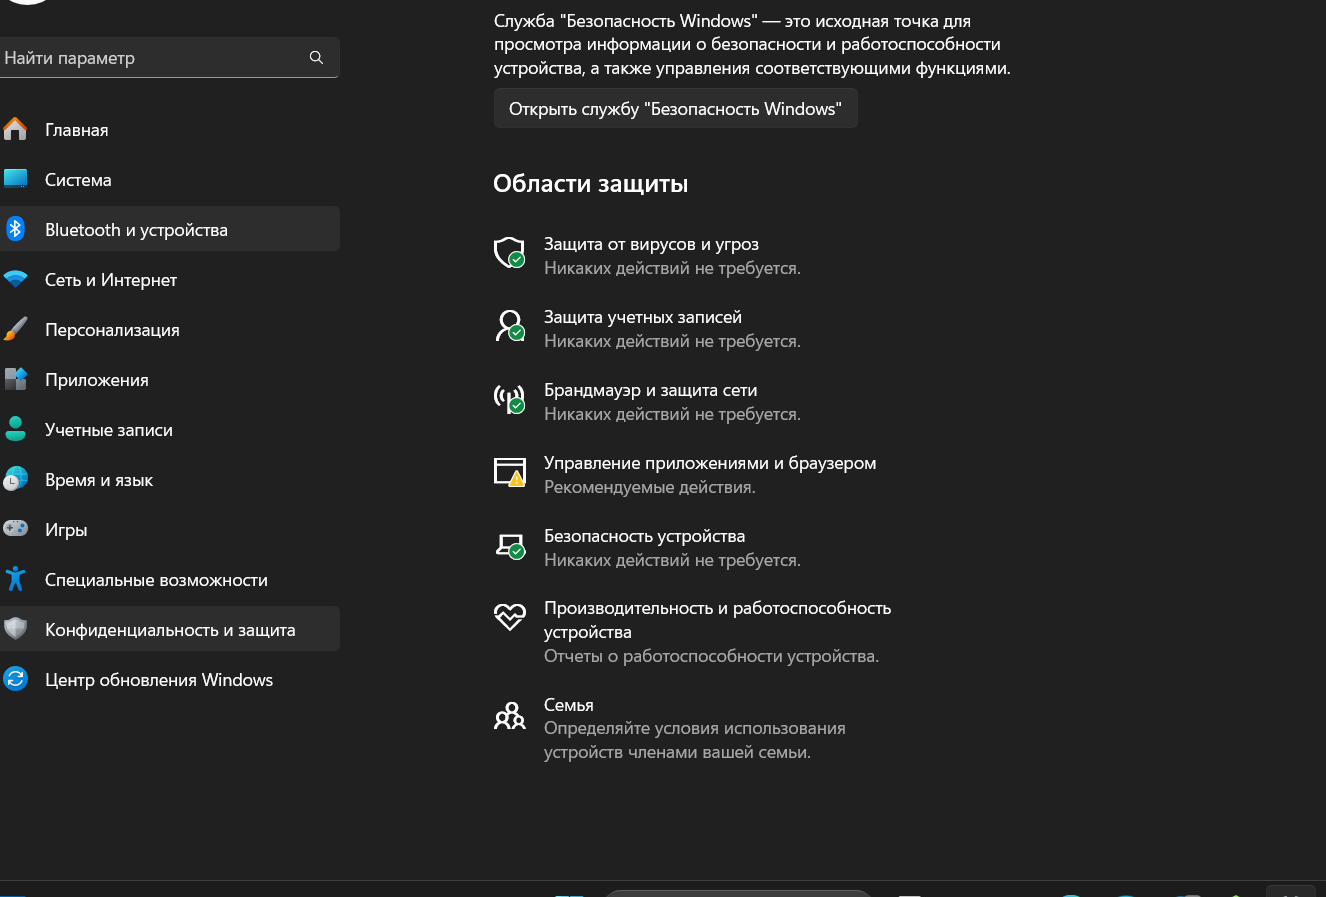 Найти параметр
Главная
Система
Bluetooth и устройства
Сеть и Интернет
Персонализация
Приложения
Учетные записи
Время и язык
Игры
Специальные возможности
Конфиденциальность и защита
Центр обновления Windows
Служба "Безопасность Windows" — это исходная точка для
просмотра информации о безопасности и работоспособности
устройства, а также управления соответствующими функциями.
Открыть службу "Безопасность Windows"
Области защиты
Защита от вирусов и угроз
Никаких действий не требуется.
Защита учетных записей
Никаких действий не требуется.
Брандмауэр и защита сети
Никаких действий не требуется.
Управление приложениями и браузером
Рекомендуемые действия.
Безопасность устройства
Никаких действий не требуется.
Производительность и работоспособность
устройства
Отчеты о работоспособности устройства.
Семья
Определяйте условия использования
устройств членами вашей семьи.